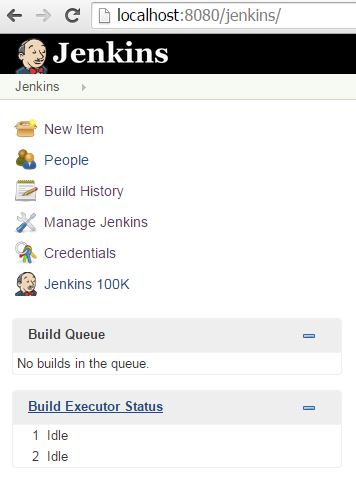 localhost:8080/jenkins/
Jenkins
Jenkins
New Item
People
Build History
Manage Jenkins
Credentials
Jenkins 100K
Build Queue
No builds in the queue.
Build Executor Status
1 Idle
2 Idle